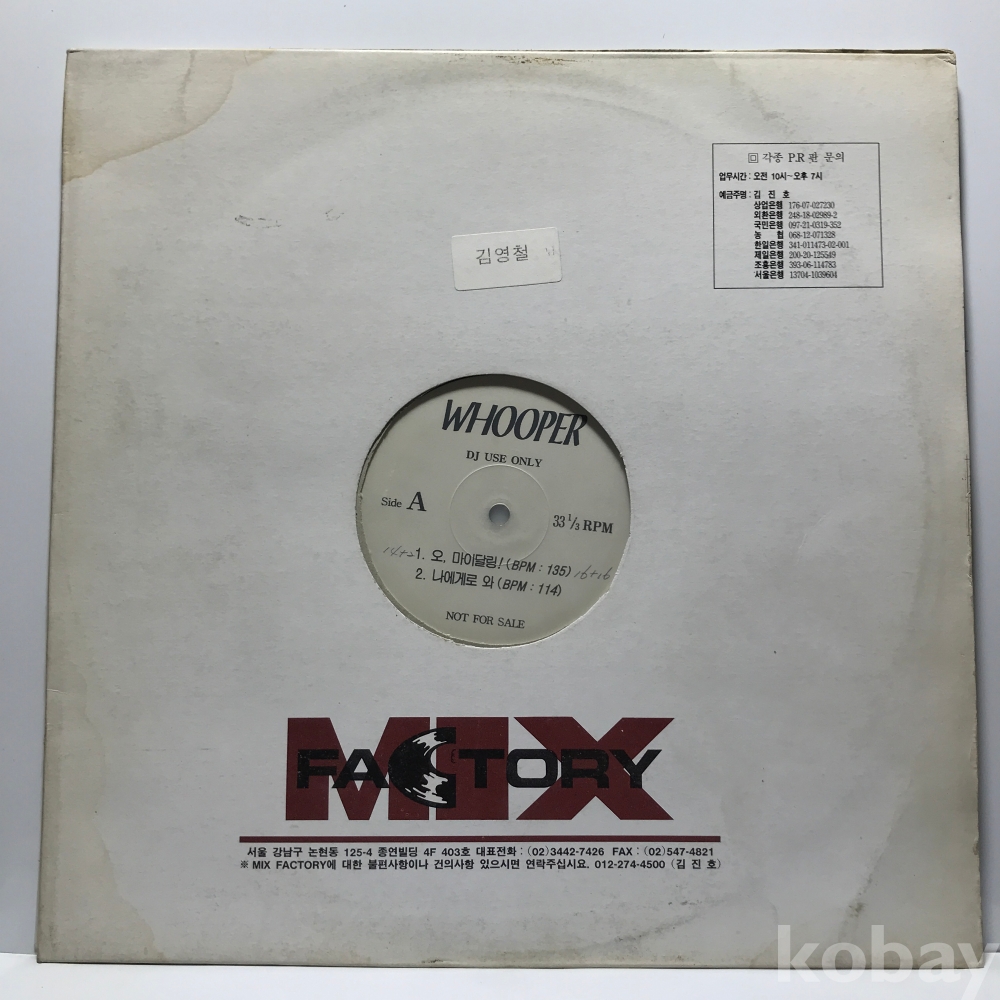 回 각종 P.R 판 문의
업무시간 : 오전 10시~오후 7시
예금주명 : 김 진 호
상업은행 176-07-027230
외환은행 248-18-02989-2
국민은행 097-21-0319-352
농 협 068-12-071328
한일은행 341-011473-02-001
제일은행 200-20-125549
조흥은행 393-06-114783
서울은행 13704-1039604
김영철
WHOOPER
DJ USE ONLY
Side A
33 1/3 RPM
1. 오, 마이달링! (BPM : 135) 16+16
2. 나에게로 와 (BPM : 114)
NOT FOR SALE
MIX
FACTORY
서울 강남구 논현동 125-4 종연빌딩 4F 403호 대표전화 : (02)3442-7426 FAX : (02)547-4821
※ MIX FACTORY에 대한 불편사항이나 건의사항 있으시면 연락주십시요. 012-274-4500 (김 진 호)
kobay